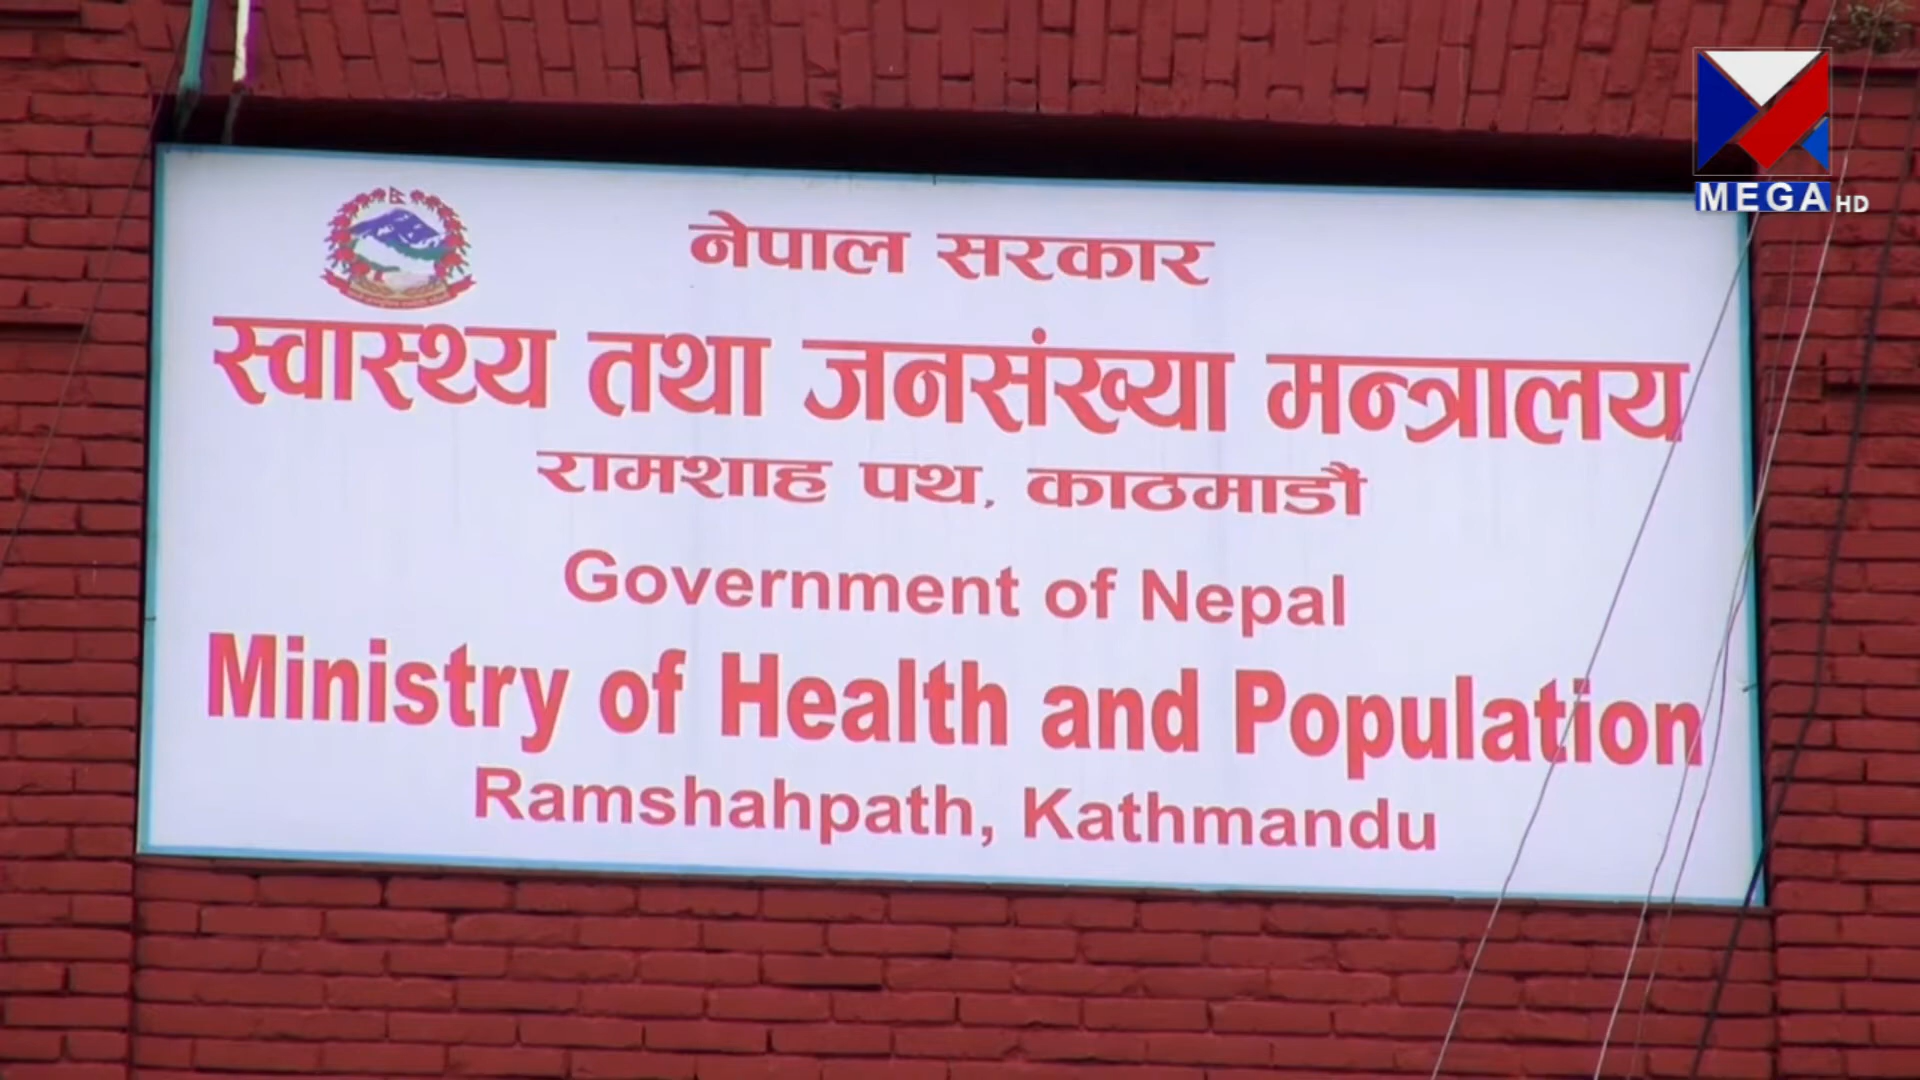 नेपाल सरकार
स्वास्थ्य तथा जनसंख्या मन्त्रालय
रामशाह पथ, काठमाडौं
Government of Nepal
Ministry of Health and Population
Ramshahpath, Kathmandu
MEGA HD